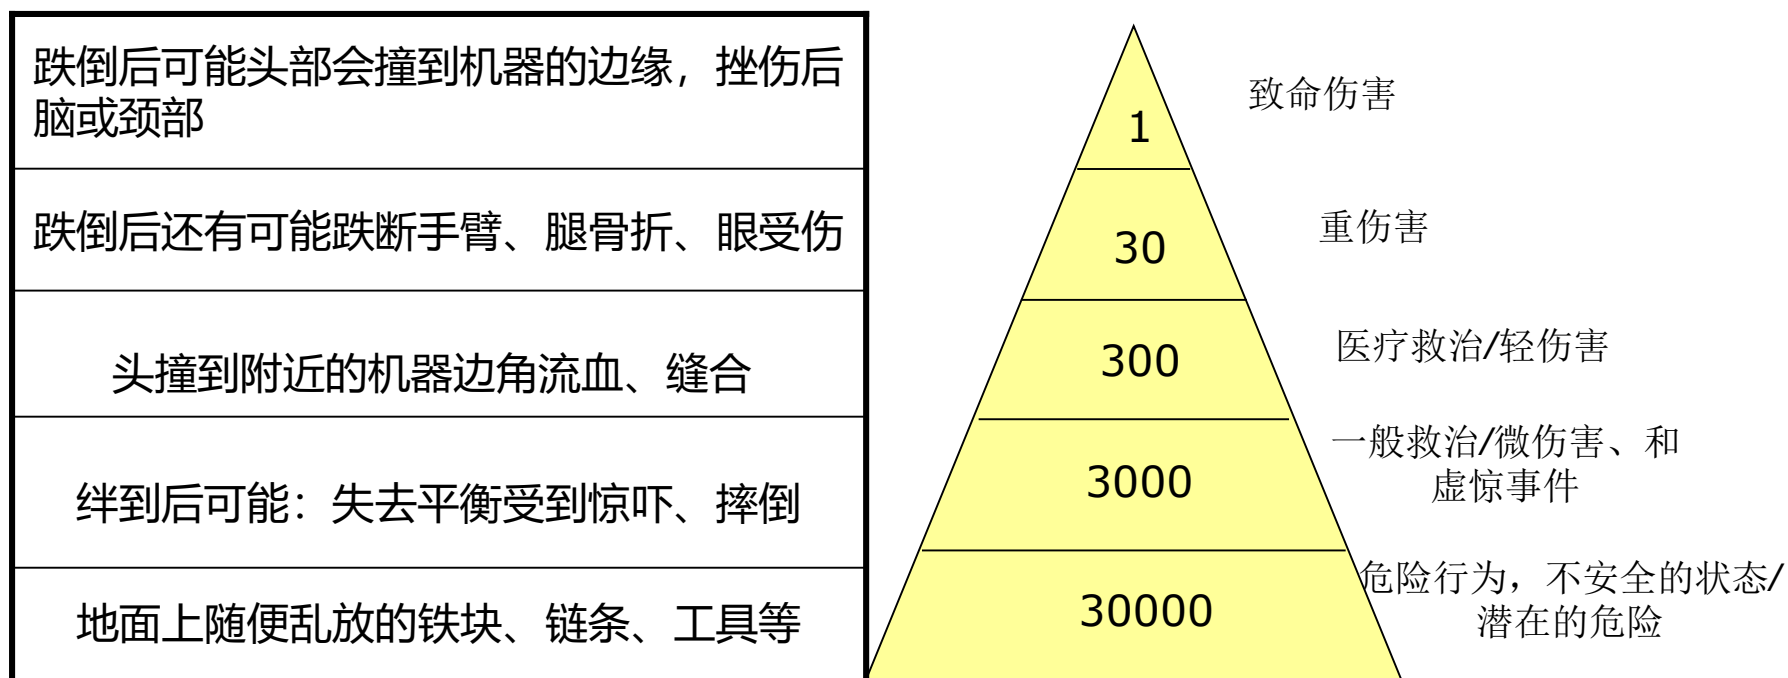 跌倒后可能头部会撞到机器的边缘，挫伤后
脑或颈部
1
致命伤害
跌倒后还有可能跌断手臂、腿骨折、眼受伤
30
重伤害
头撞到附近的机器边角流血、缝合
300
医疗救治/轻伤害
绊到后可能：失去平衡受到惊吓、摔倒
3000
一般救治/微伤害、和
虚惊事件
地面上随便乱放的铁块、链条、工具等
30000
危险行为，不安全的状态/
潜在的危险